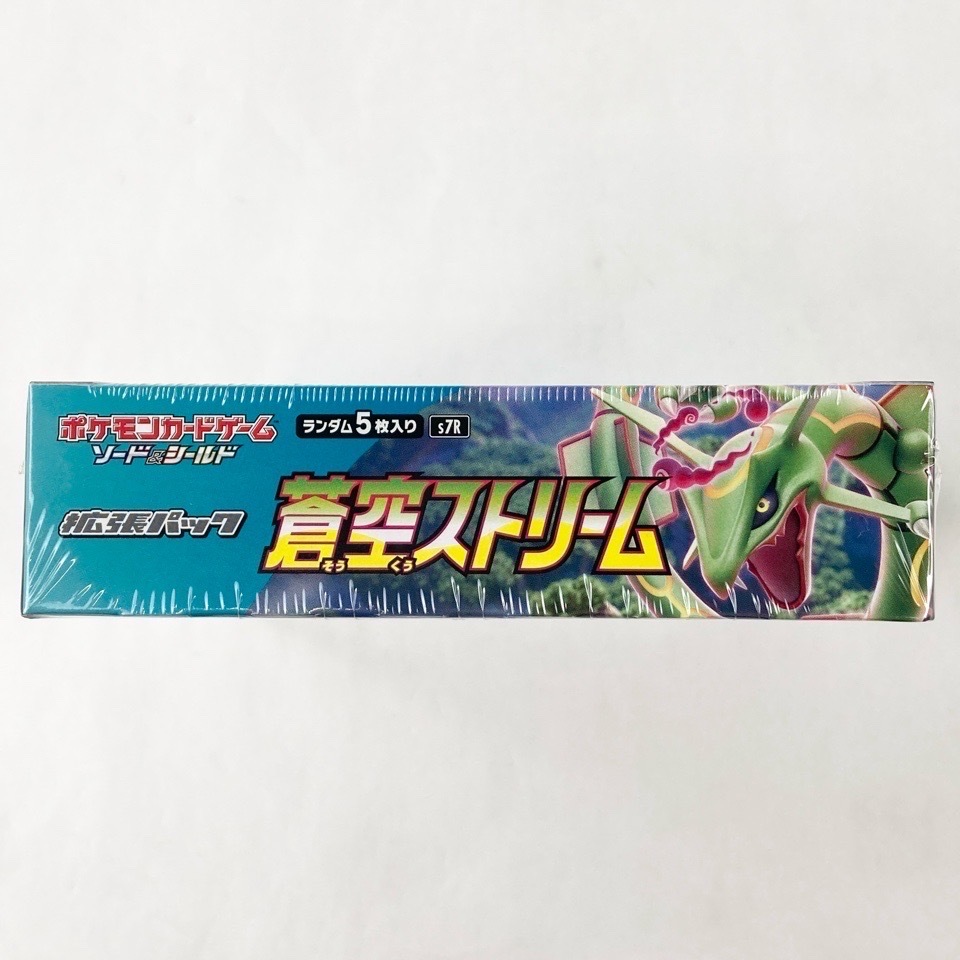 ポケモンカードゲーム
ソード&シールド
ランダム5枚入り
s7R
拡張パック
蒼空ストリーム
そうくう